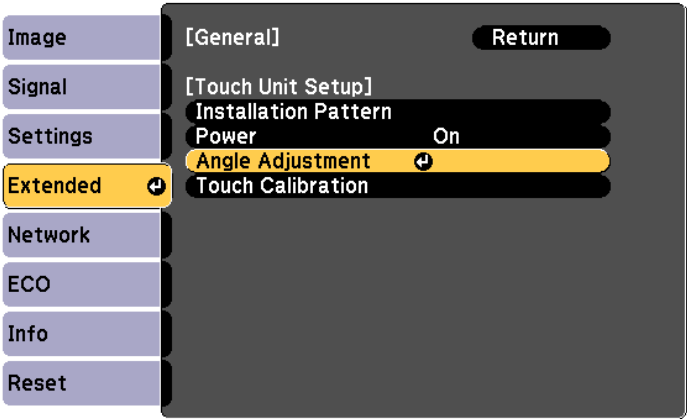 Image
Signal
Settings
Extended
Network
ECO
Info
Reset
[General] Return
[Touch Unit Setup]
Installation Pattern
Power On
Angle Adjustment
Touch Calibration